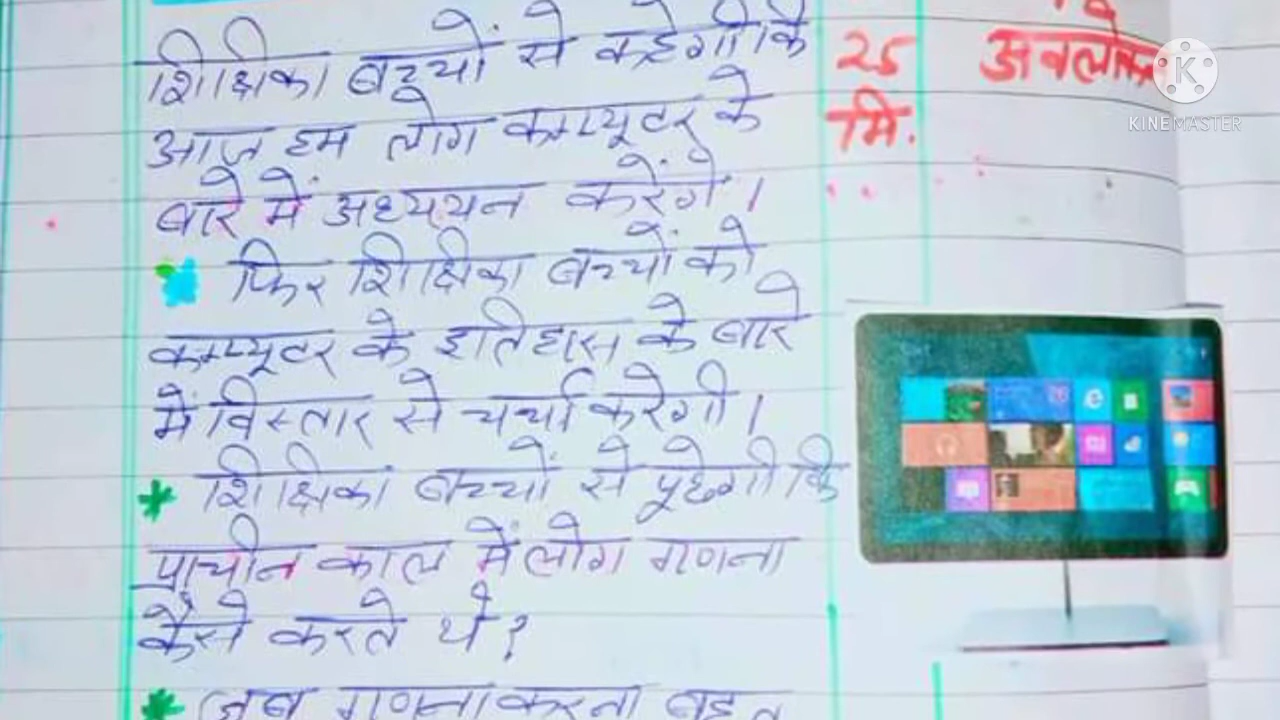 शिक्षिका बच्चों से कहेगी कि
आज हम लोग कम्प्यूटर के
बारे में अध्ययन करेंगे।
फिर शिक्षिका बच्चों को
कम्प्यूटर के इतिहास के बारे
में विस्तार से चर्चा करेगी।
* शिक्षिका बच्चों से पूछेगी कि
प्राचीन काल में लोग गणना
कैसे करते थे?
* जब गणना करना बहुत
25
मि.
अवलोकन
KINEMASTER